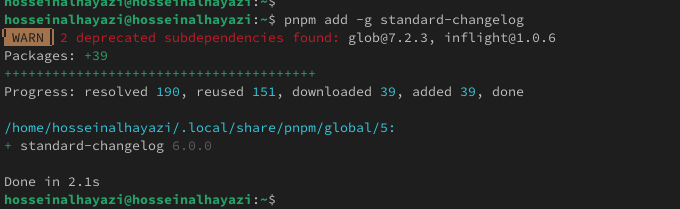 hosseinalhayazi@hosseinalhayazi:~$
hosseinalhayazi@hosseinalhayazi:~$ pnpm add -g standard-changelog
WARN 2 deprecated subdependencies found: glob@7.2.3, inflight@1.0.6
Packages: +39
+++++++++++++++++++++++++++++++++++++++
Progress: resolved 190, reused 151, downloaded 39, added 39, done
/home/hosseinalhayazi/.local/share/pnpm/global/5:
+ standard-changelog 6.0.0
Done in 2.1s
hosseinalhayazi@hosseinalhayazi:~$